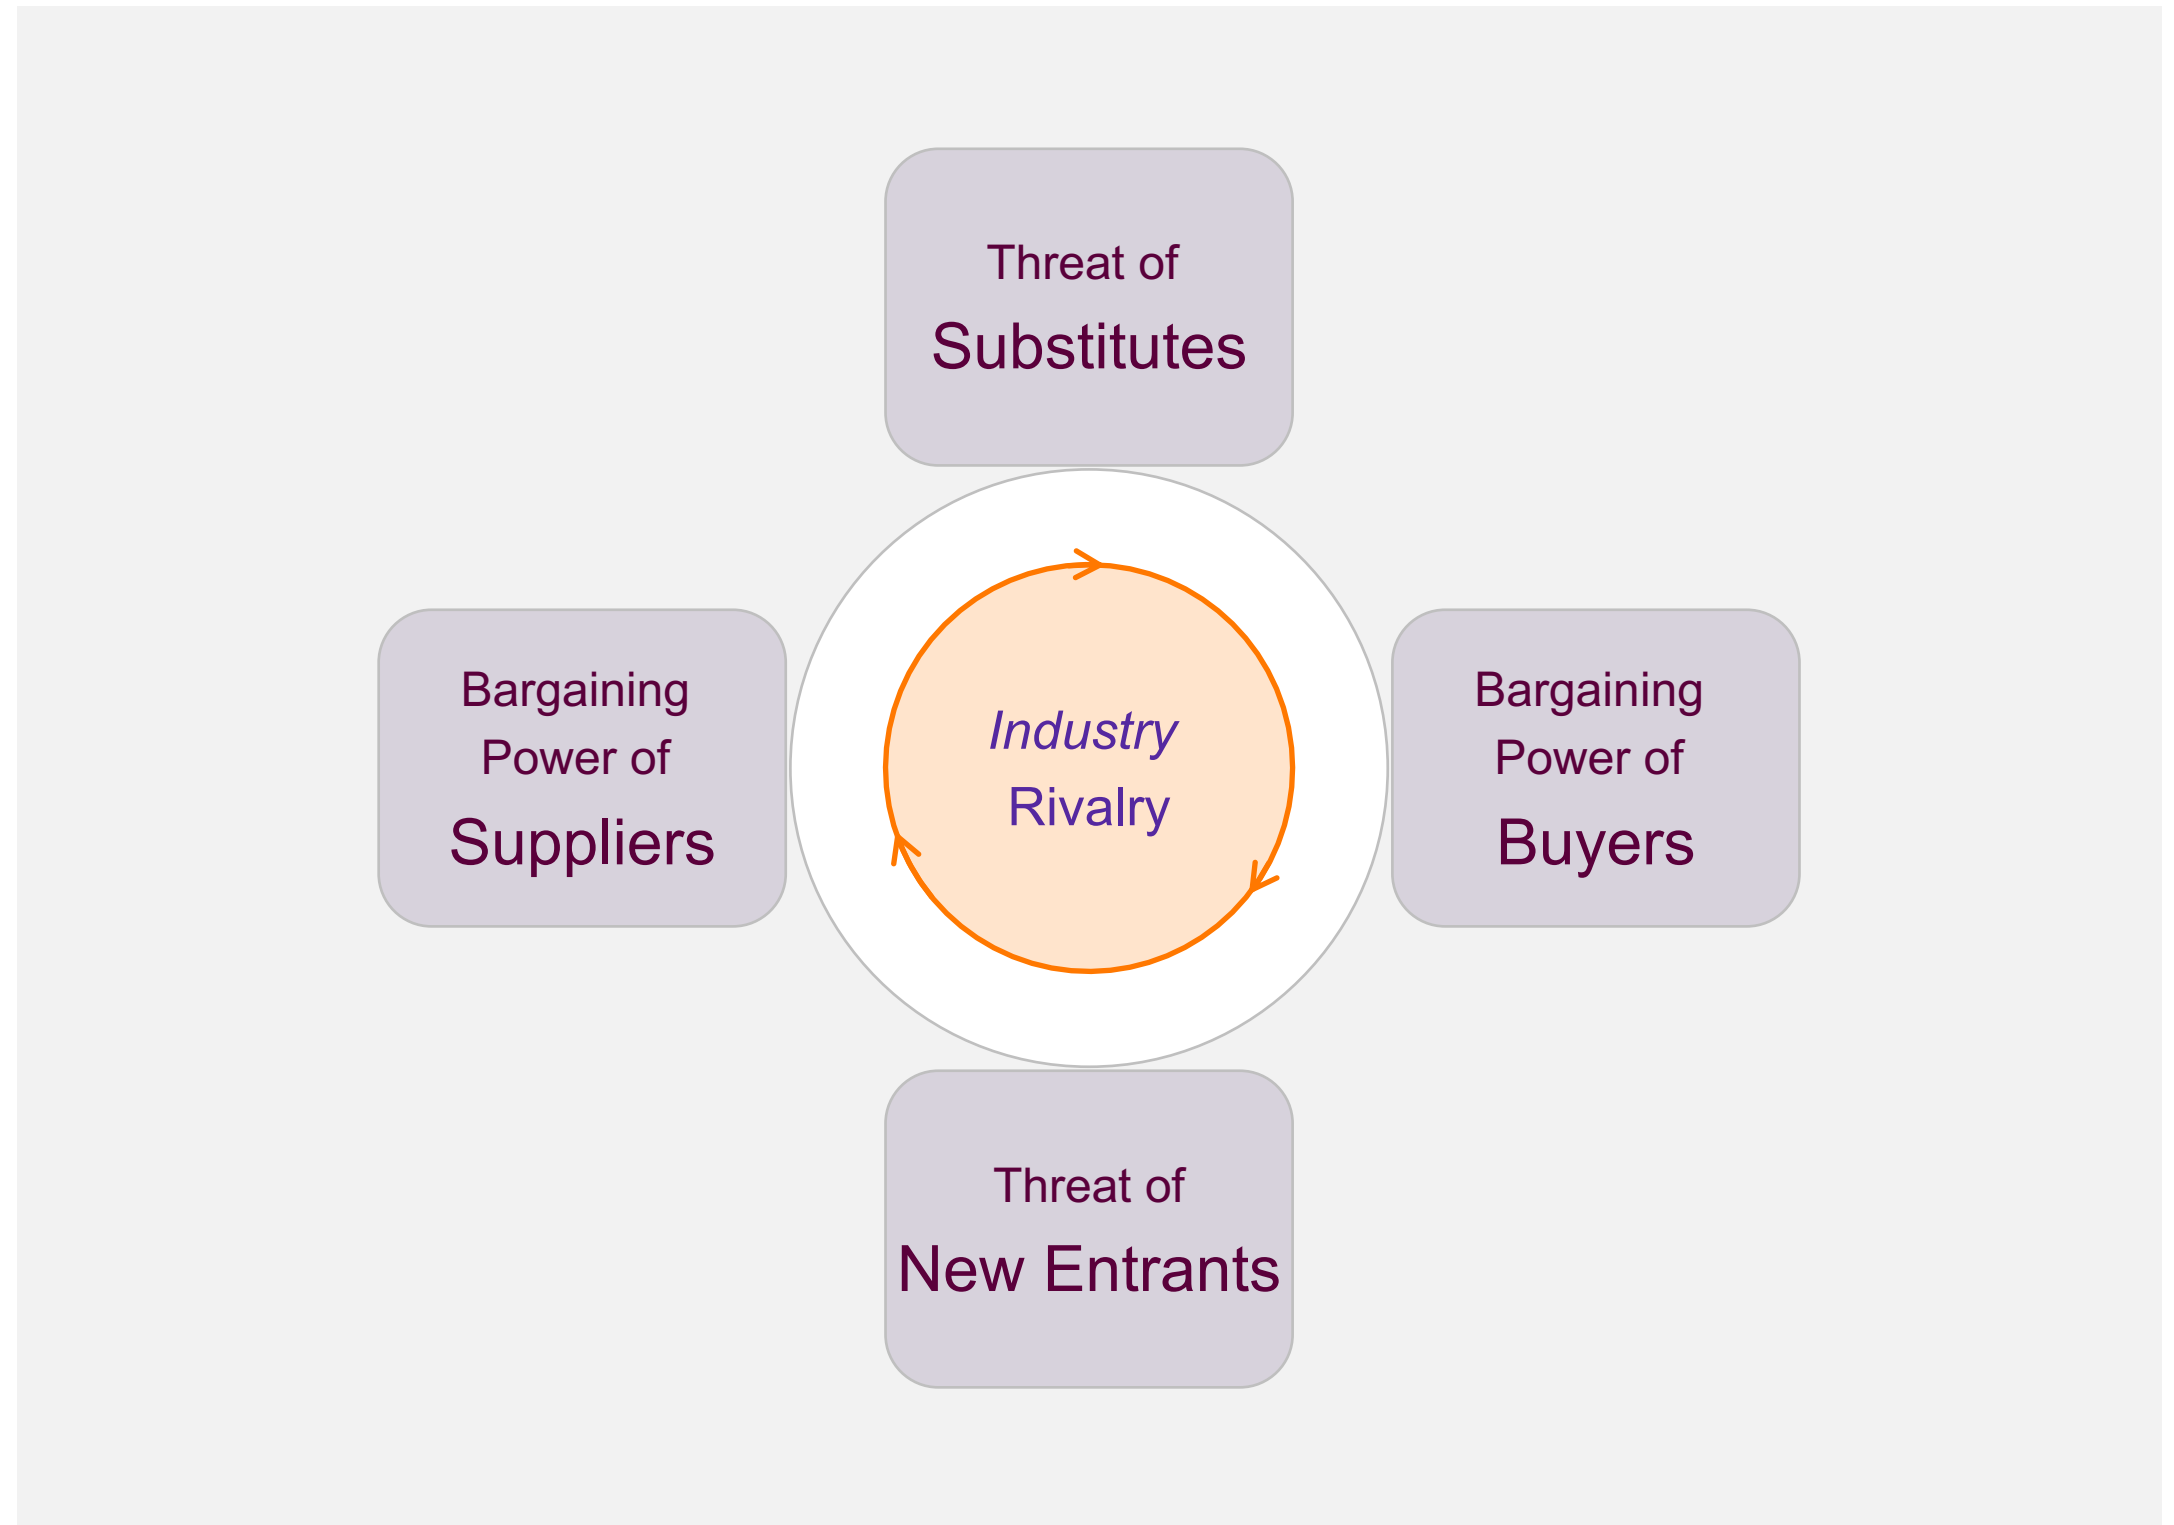 Threat of
Substitutes
Bargaining
Power of
Suppliers
Industry
Rivalry
Bargaining
Power of
Buyers
Threat of
New Entrants